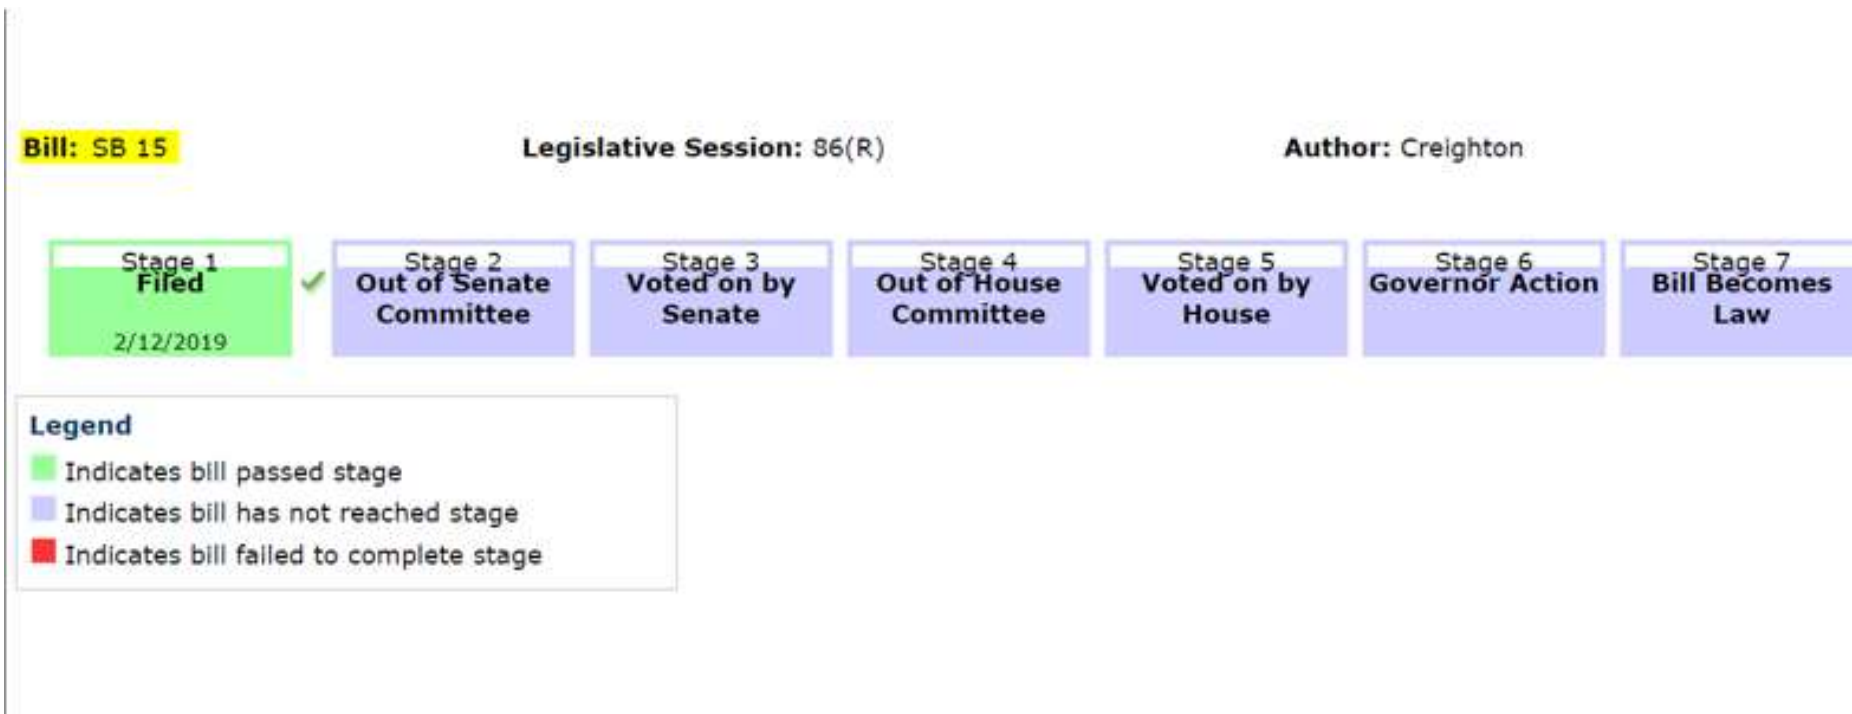 Bill: SB 15 Legislative Session: 86(R) Author: Creighton
Stage 1 Stage 2 Stage 3 Stage 4 Stage 5 Stage 6 Stage 7
Filed Out of Senate Voted on by Out of House Voted on by Governor Action Bill Becomes
Committee Senate Committee House Law
2/12/2019
Legend
Indicates bill passed stage
Indicates bill has not reached stage
Indicates bill failed to complete stage